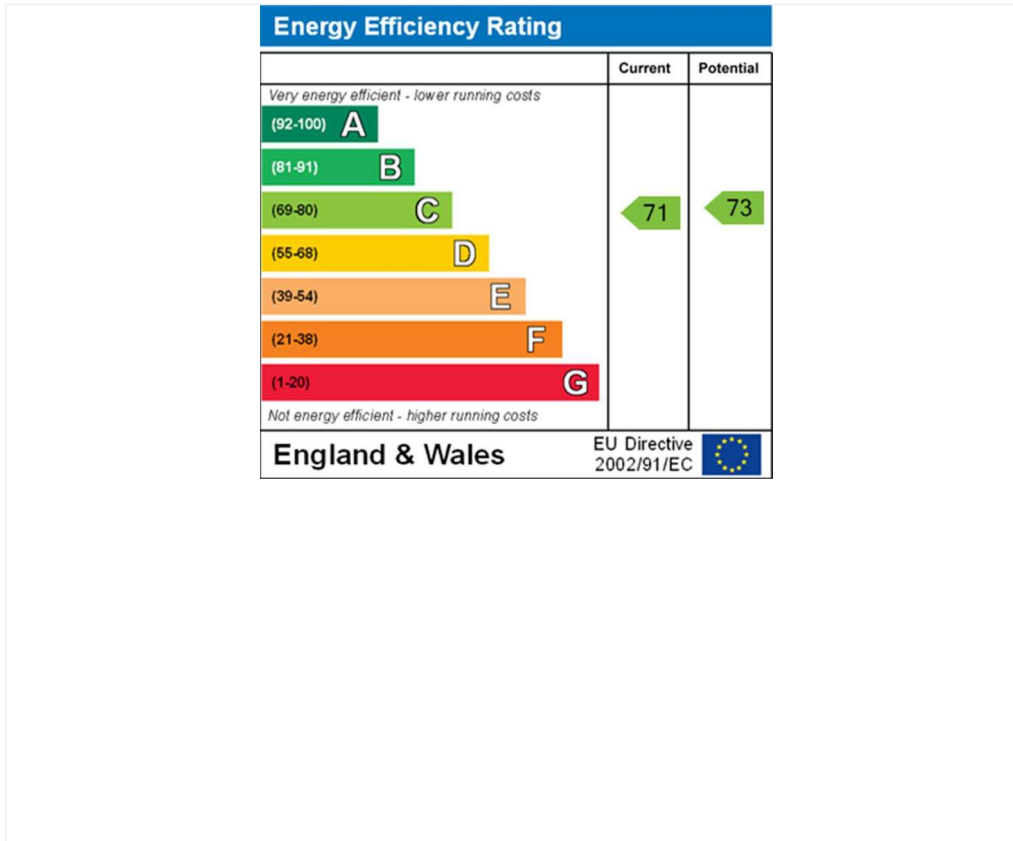 Energy Efficiency Rating
Current Potential
Very energy efficient - lower running costs
(92-100) A
(81-91) B
(69-80) C 71 73
(55-68) D
(39-54) E
(21-38) F
(1-20) G
Not energy efficient - higher running costs
England & Wales EU Directive
2002/91/EC